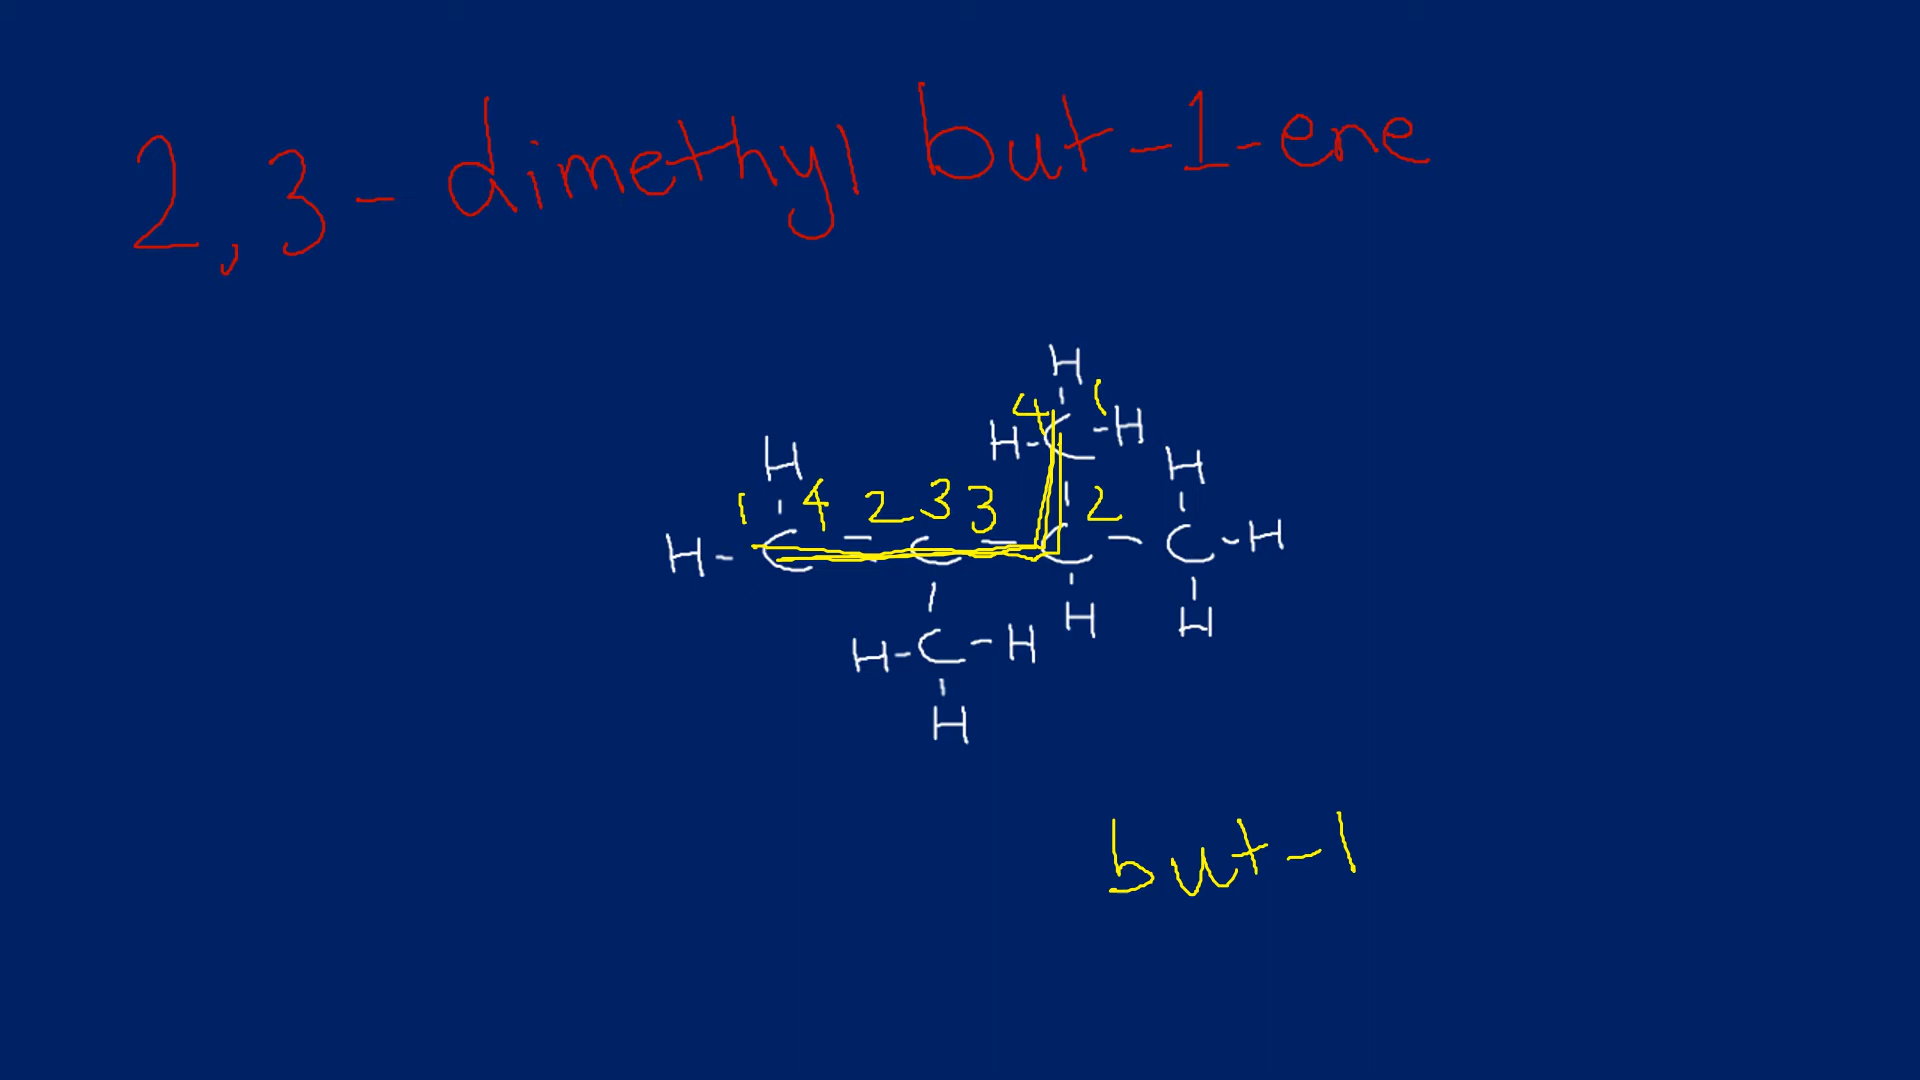 2,3-dimethyl but-1-ene
H
4 1
H-C-H
H H
1 4 2 3 3 2
H-C=C-C-C-H
H H
H-C-H
H
but-1